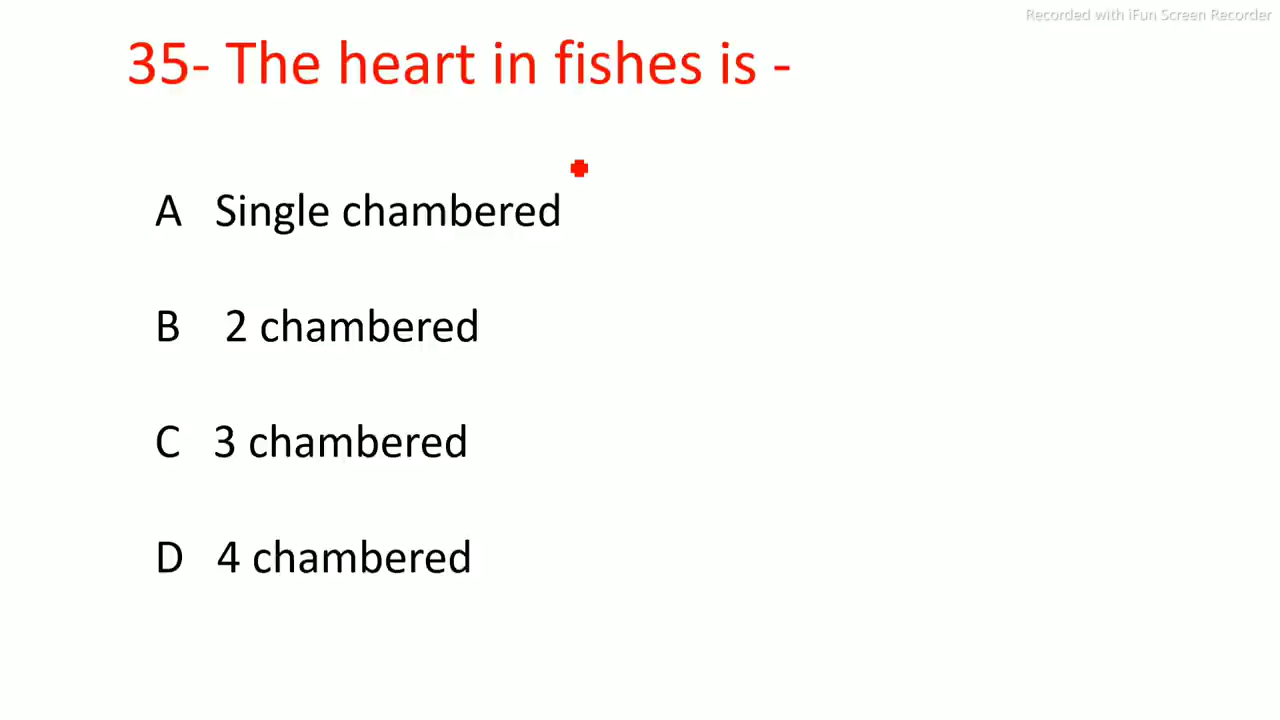 Recorded with iFun Screen Recorder
35- The heart in fishes is -
A Single chambered
B 2 chambered
C 3 chambered
D 4 chambered